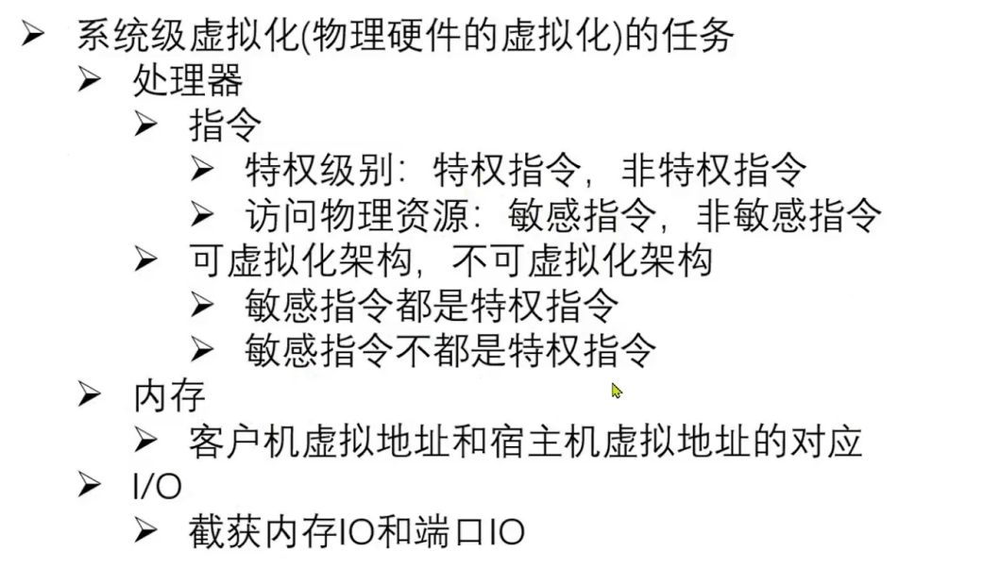 系统级虚拟化(物理硬件的虚拟化)的任务
处理器
指令
特权级别：特权指令，非特权指令
访问物理资源：敏感指令，非敏感指令
可虚拟化架构，不可虚拟化架构
敏感指令都是特权指令
敏感指令不都是特权指令
内存
客户机虚拟地址和宿主机虚拟地址的对应
I/O
截获内存IO和端口IO